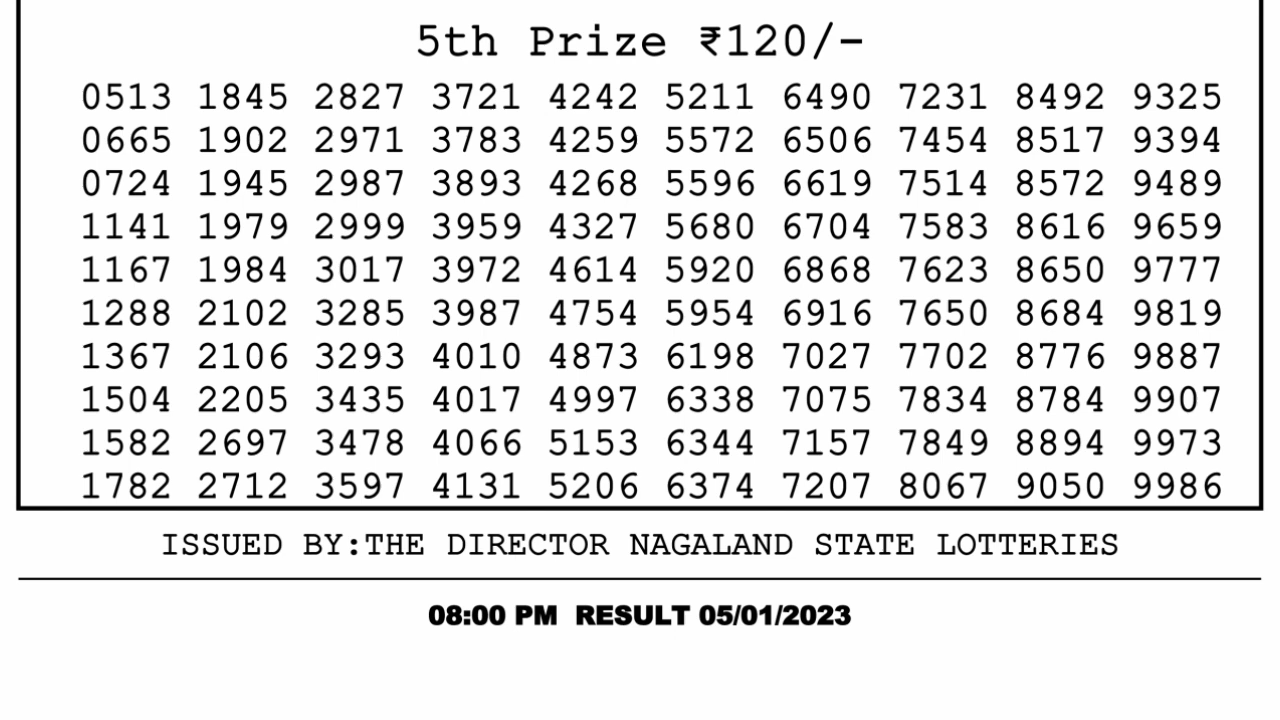 5th Prize ₹120/-
0513 1845 2827 3721 4242 5211 6490 7231 8492 9325
0665 1902 2971 3783 4259 5572 6506 7454 8517 9394
0724 1945 2987 3893 4268 5596 6619 7514 8572 9489
1141 1979 2999 3959 4327 5680 6704 7583 8616 9659
1167 1984 3017 3972 4614 5920 6868 7623 8650 9777
1288 2102 3285 3987 4754 5954 6916 7650 8684 9819
1367 2106 3293 4010 4873 6198 7027 7702 8776 9887
1504 2205 3435 4017 4997 6338 7075 7834 8784 9907
1582 2697 3478 4066 5153 6344 7157 7849 8894 9973
1782 2712 3597 4131 5206 6374 7207 8067 9050 9986
ISSUED BY:THE DIRECTOR NAGALAND STATE LOTTERIES
08:00 PM RESULT 05/01/2023